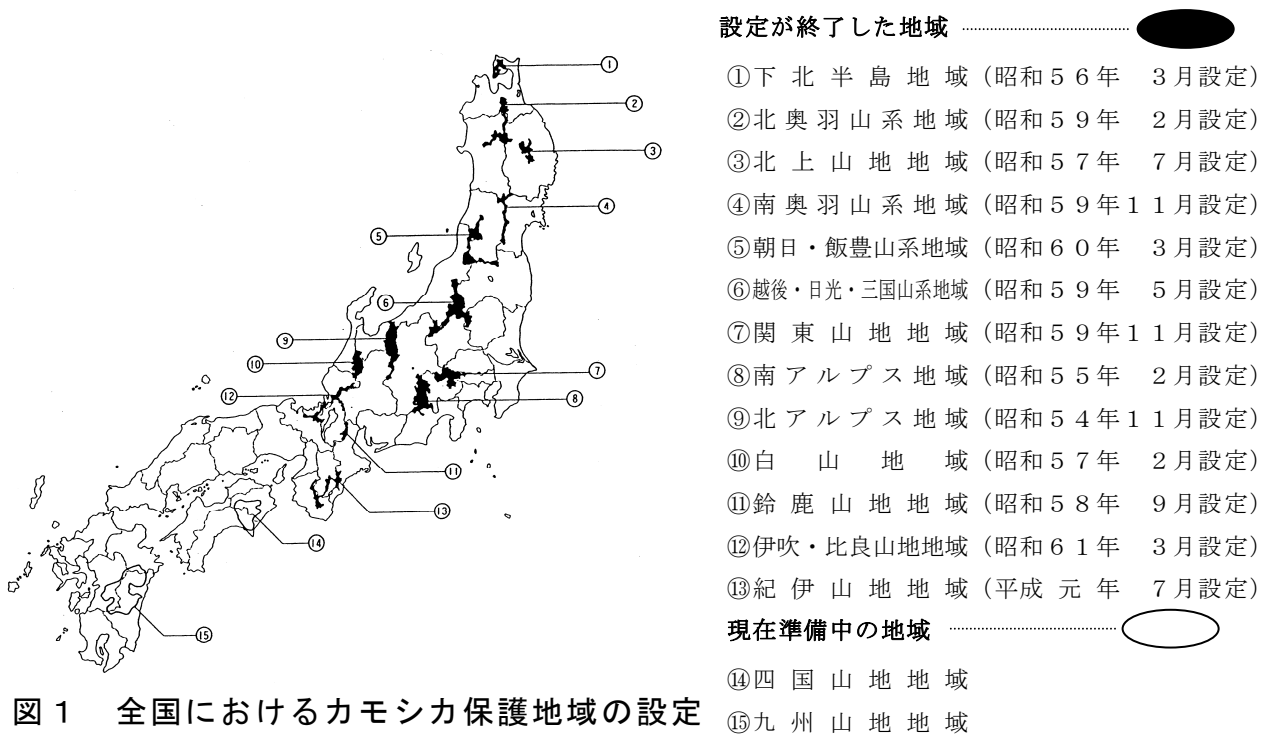 設定が終了した地域
①下北半島地域(昭和56年 3月設定)
②北奥羽山系地域(昭和59年 2月設定)
③北上山地地域(昭和57年 7月設定)
④南奥羽山系地域(昭和59年11月設定)
⑤朝日・飯豊山系地域(昭和60年 3月設定)
⑥越後・日光・三国山系地域(昭和59年 5月設定)
⑦関東山地地域(昭和59年11月設定)
⑧南アルプス地域(昭和55年 2月設定)
⑨北アルプス地域(昭和54年11月設定)
⑩白山地域(昭和57年 2月設定)
⑪鈴鹿山地地域(昭和58年 9月設定)
⑫伊吹・比良山地地域(昭和61年 3月設定)
⑬紀伊山地地域(平成元年 7月設定)
現在準備中の地域
⑭四国山地地域
⑮九州山地地域
①
②
③
④
⑤
⑥
⑨
⑩
⑦
⑫
⑧
⑪
⑬
⑭
⑮
図1 全国におけるカモシカ保護地域の設定